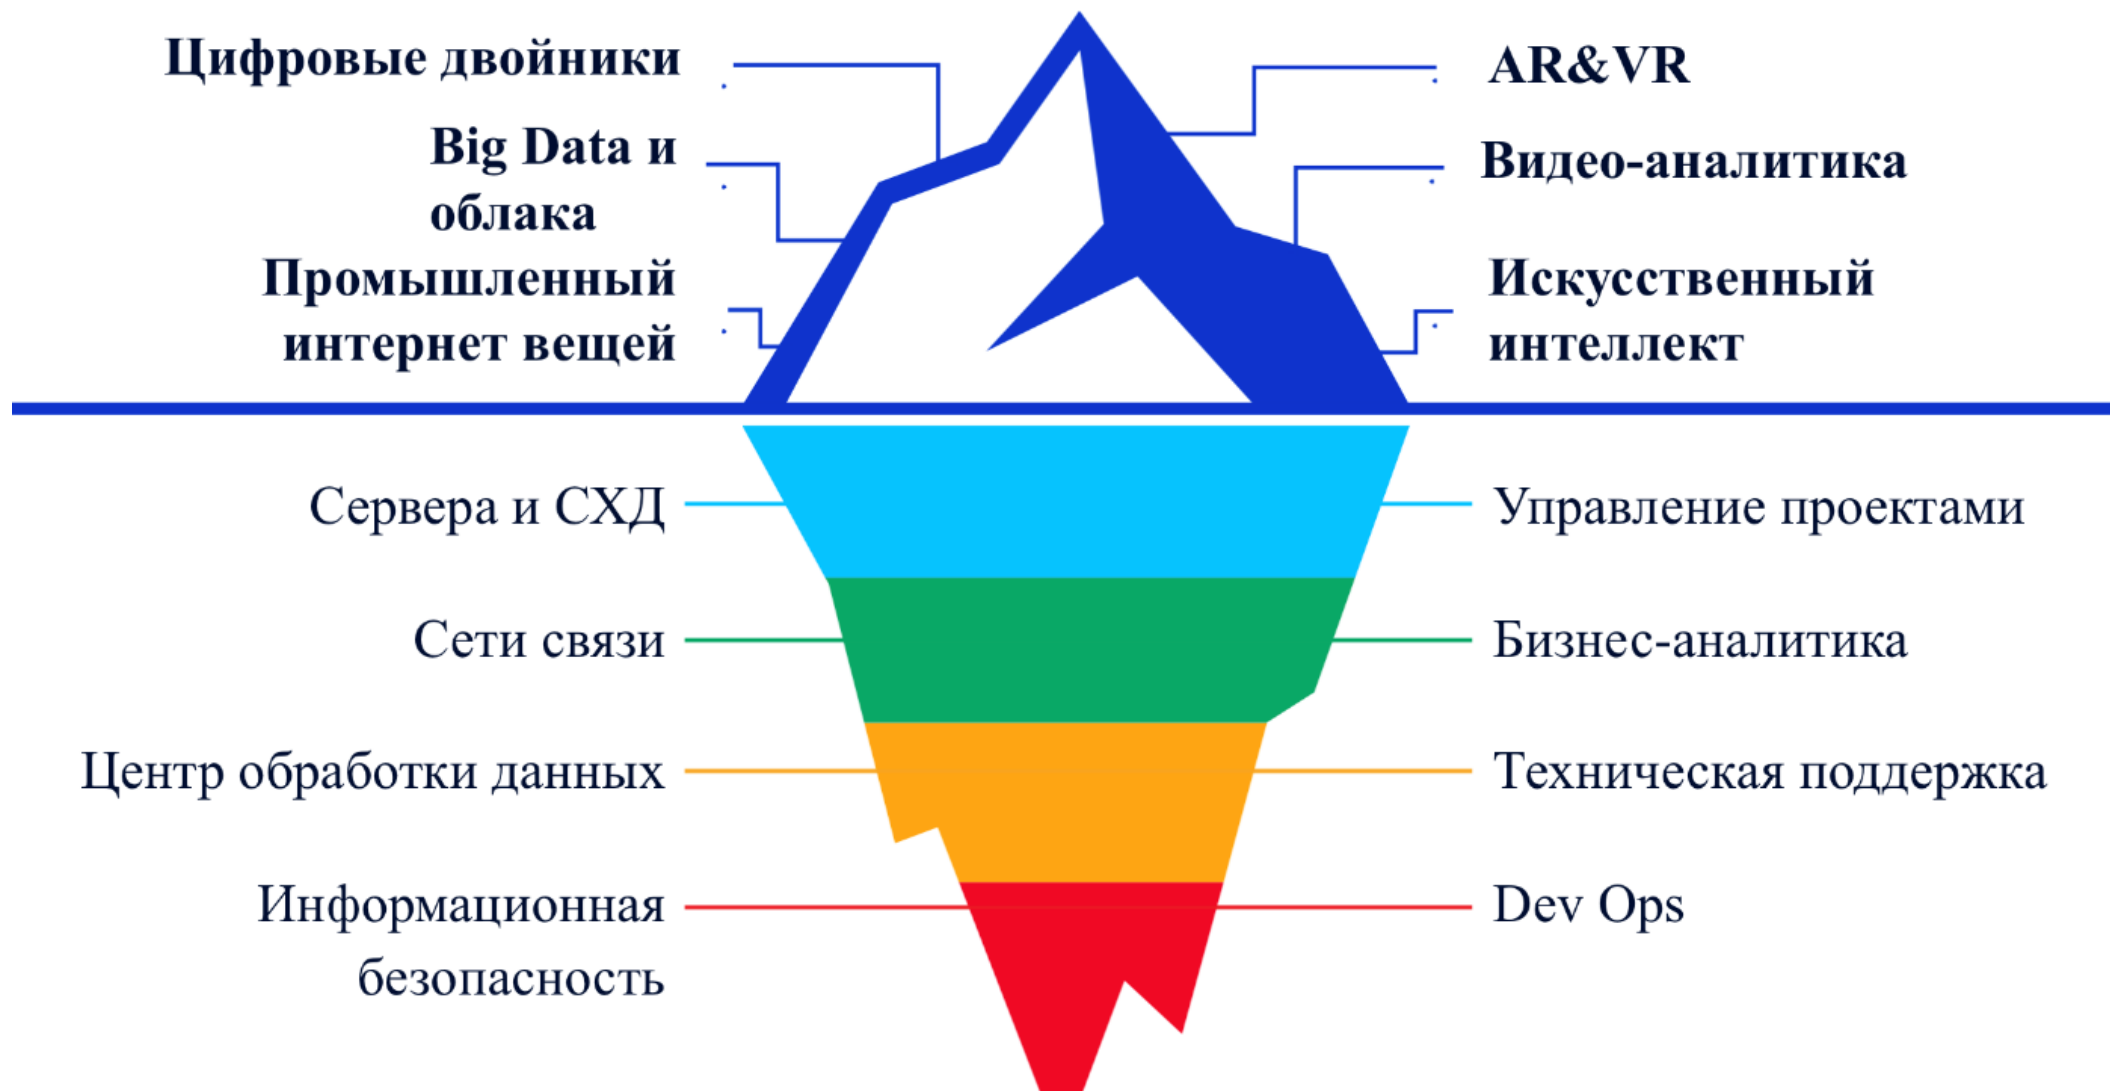 Цифровые двойники
Big Data и
облака
Промышленный
интернет вещей
AR&VR
Видео-аналитика
Искусственный
интеллект
Сервера и СХД
Сети связи
Центр обработки данных
Информационная
безопасность
Управление проектами
Бизнес-аналитика
Техническая поддержка
Dev Ops